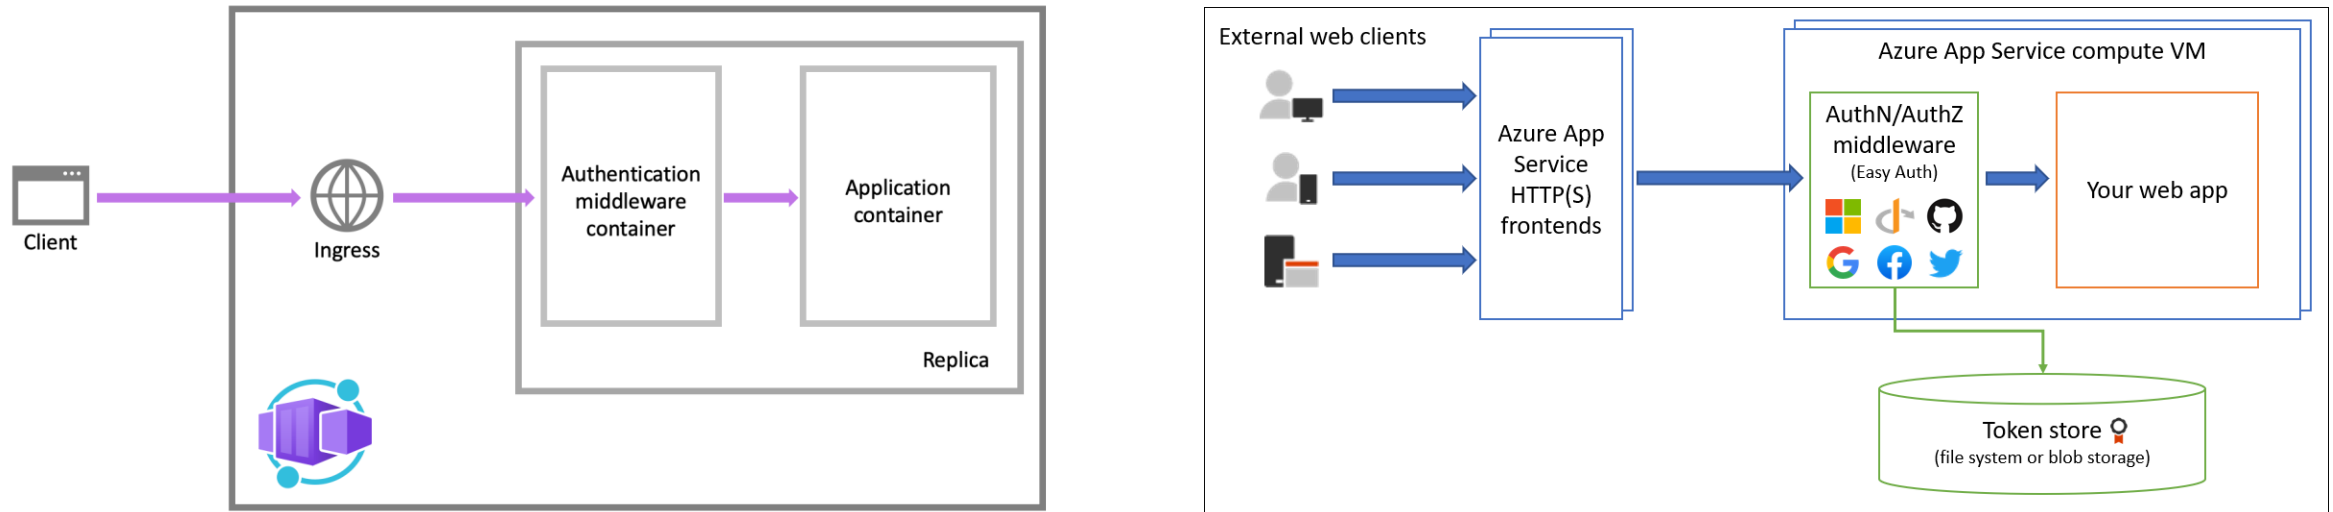 Client
Ingress
Authentication
middleware
container
Application
container
Replica
External web clients
Azure App
Service
HTTP(S)
frontends
Azure App Service compute VM
AuthN/AuthZ
middleware
(Easy Auth)
Your web app
Token store
(file system or blob storage)